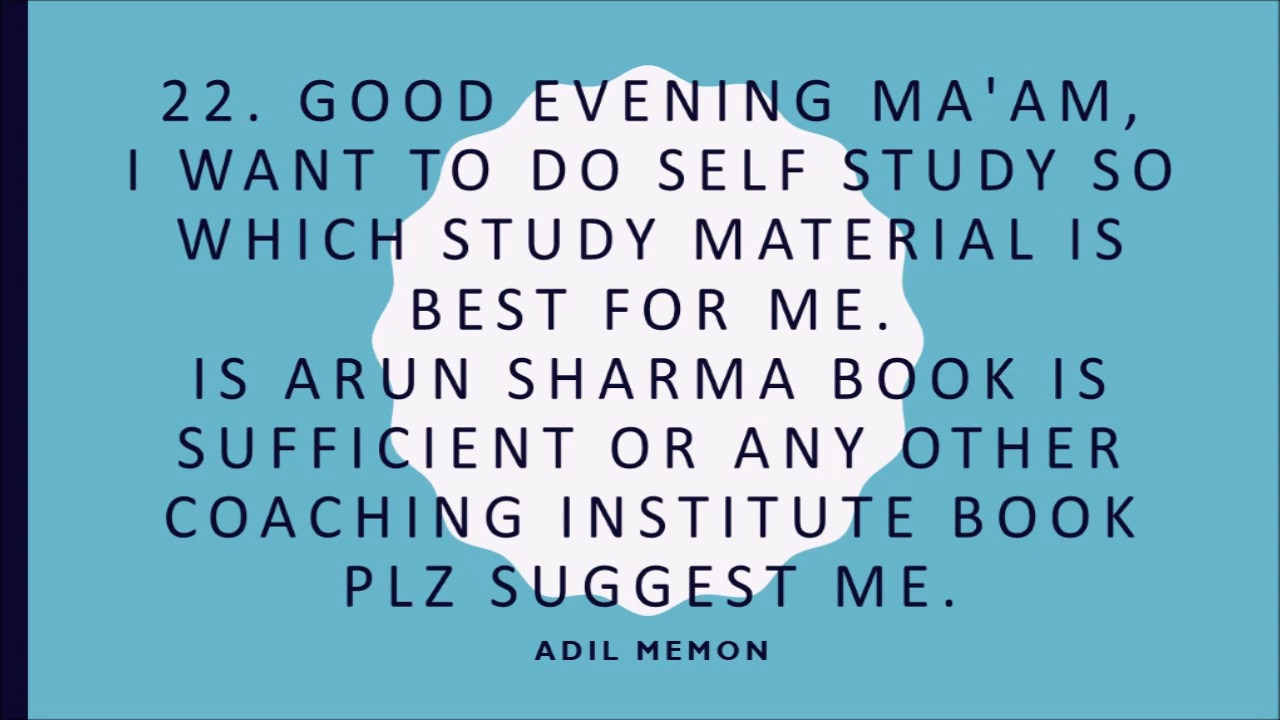 22. GOOD EVENING MA'AM,
I WANT TO DO SELF STUDY SO
WHICH STUDY MATERIAL IS
BEST FOR ME.
IS ARUN SHARMA BOOK IS
SUFFICIENT OR ANY OTHER
COACHING INSTITUTE BOOK
PLZ SUGGEST ME.
ADIL MEMON